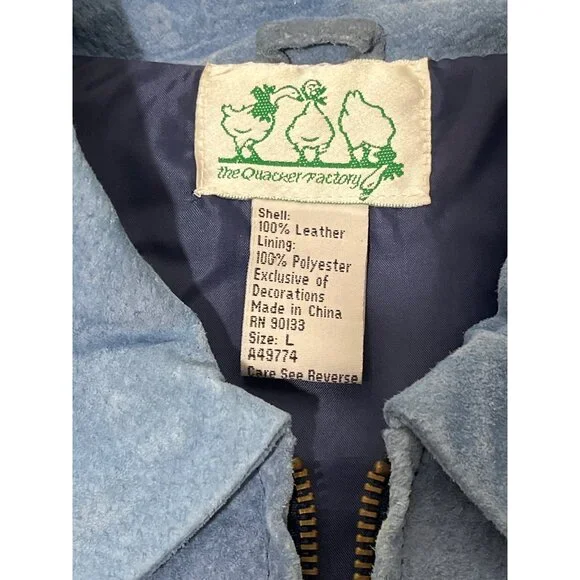 the Quacker Factory
Shell:
100% Leather
Lining:
100% Polyester
Exclusive of
Decorations
Made in China
RN 90133
Size: L
A49774
Care See Reverse